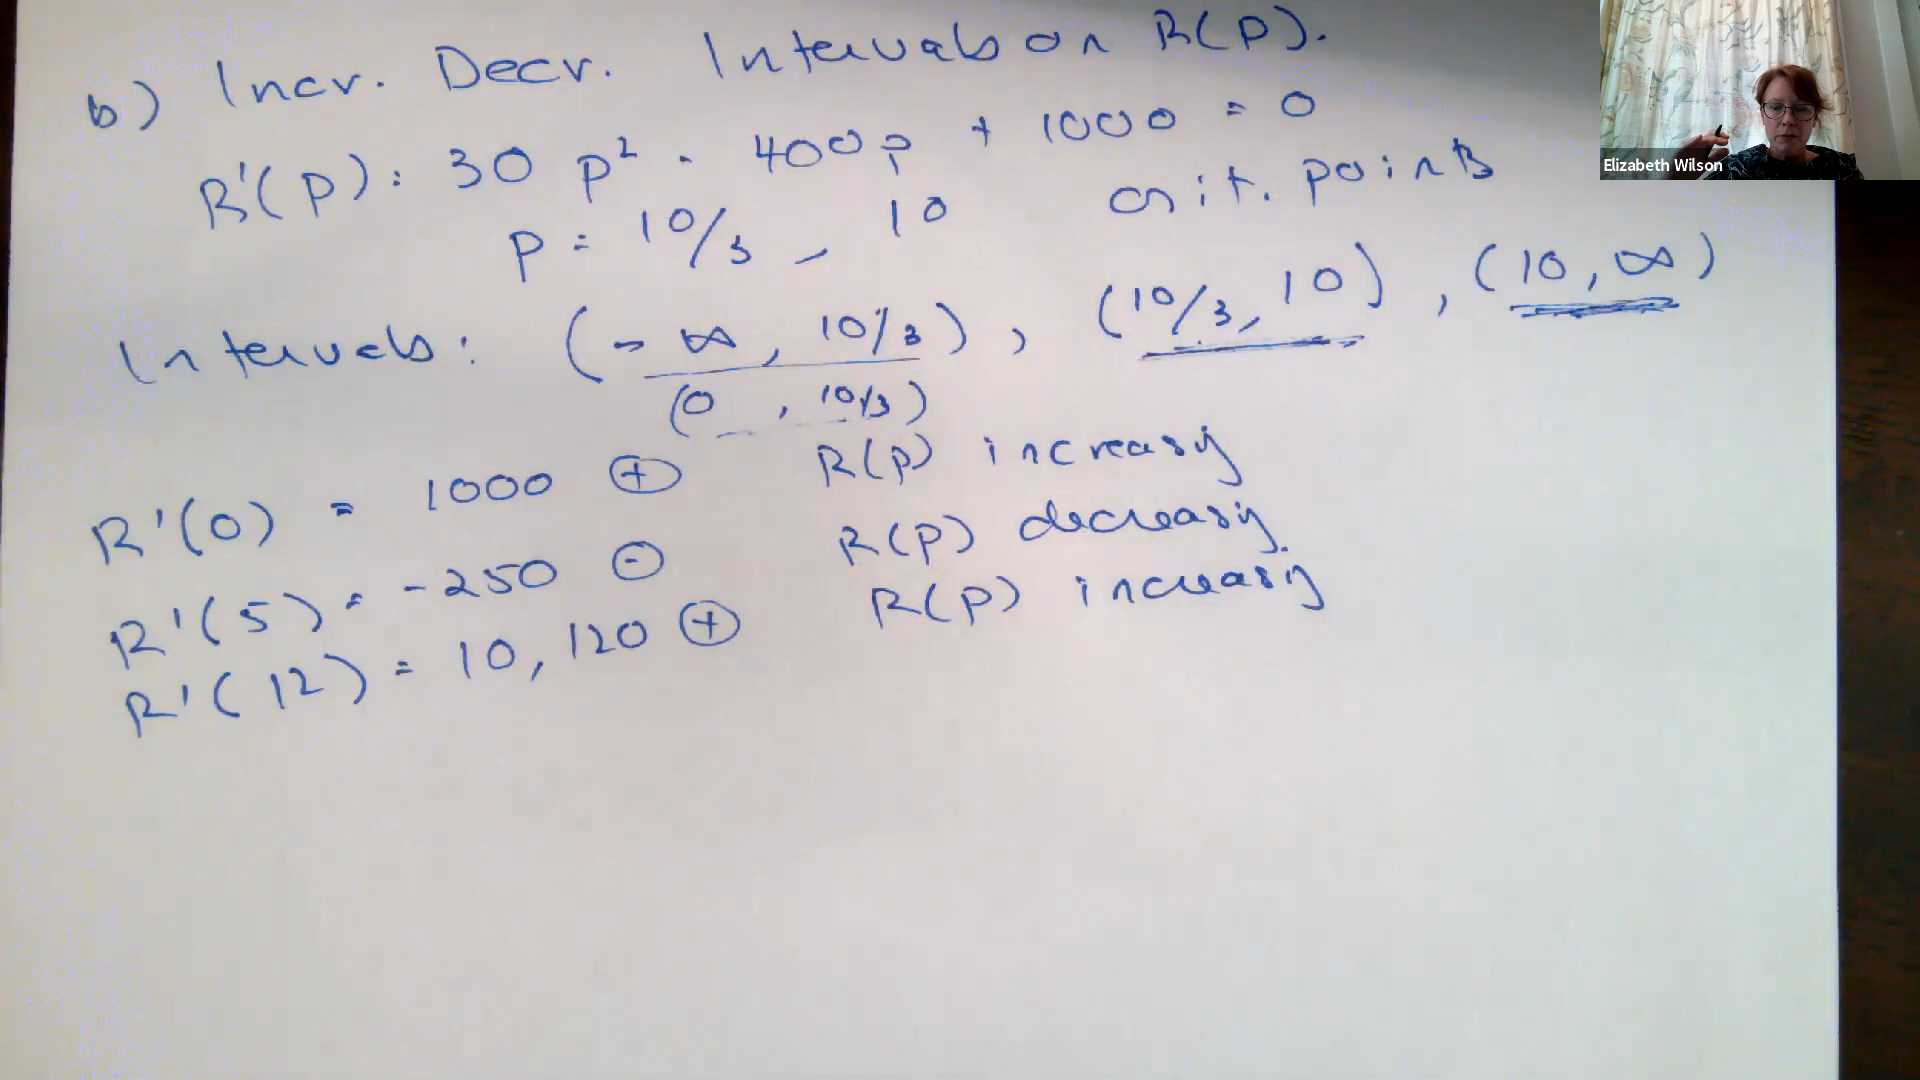 b) Incr. Decr. Intervals on R(p).
R'(p): 30 p² - 400p + 1000 = 0
p = 10/3, 10 crit. points
Intervals: (-∞, 10/3), (10/3, 10), (10, ∞)
(0, 10/3)
R'(0) = 1000 ⊕ R(p) increasing
R'(5) = -250 ⊖ R(p) decreasing
R'(12) = 10,120 ⊕ R(p) increasing
Elizabeth Wilson